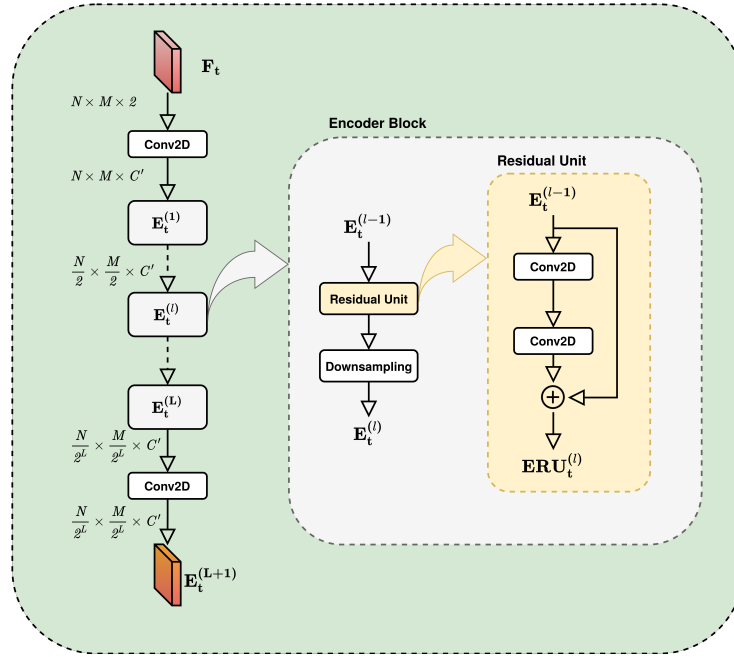 F_t
N × M × 2
Conv2D
N × M × C′
E_t^(1)
N/2 × M/2 × C′
E_t^(l)
E_t^(L)
N/2^L × M/2^L × C′
Conv2D
N/2^L × M/2^L × C′
E_t^(L+1)
Encoder Block
E_t^(l−1)
Residual Unit
Downsampling
E_t^(l)
Residual Unit
E_t^(l−1)
Conv2D
Conv2D
+
ERU_t^(l)